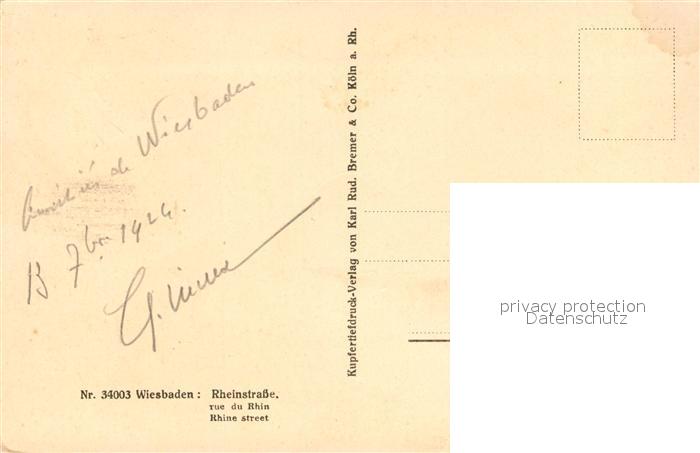 Amitiés de Wiesbaden
13 7bre 1924.
Nr. 34003 Wiesbaden: Rheinstraße.
rue du Rhin
Rhine street
Kupfertiefdruck-Verlag von Karl Rud. Bremer & Co. Köln a. Rh.
privacy protection
Datenschutz